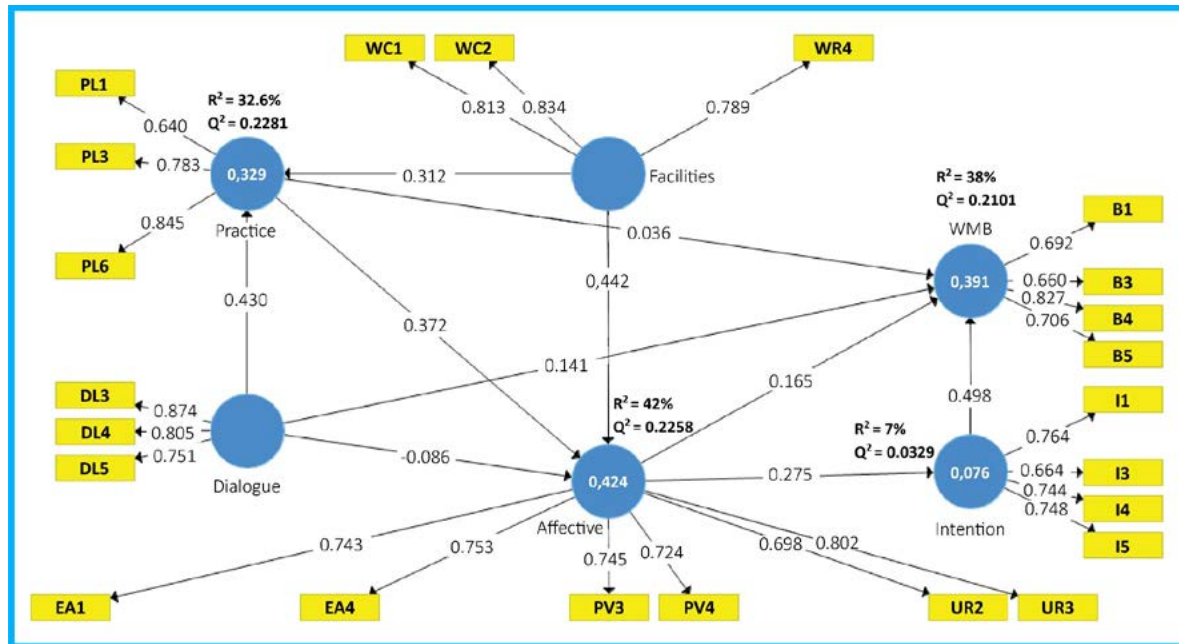 WC1
WC2
WR4
PL1
R² = 32.6%
Q² = 0.2281
0.813
0.834
0.789
0.640
PL3
0.783
0,329
0.312
Facilities
R² = 38%
Q² = 0.2101
0.845
Practice
0.036
WMB
B1
0.692
PL6
0,442
0,391
0.660
B3
0.827
B4
0.430
0.372
0.706
B5
0.141
0.165
DL3
0.874
0.498
I1
DL4
0.805
R² = 42%
Q² = 0.2258
R² = 7%
Q² = 0.0329
0.764
DL5
0.751
-0.086
Dialogue
0,424
0.275
0,076
0.664
I3
0.744
I4
Affective
Intention
0.748
I5
0.743
0.753
0.745
0.724
0.698
0.802
EA1
EA4
PV3
PV4
UR2
UR3